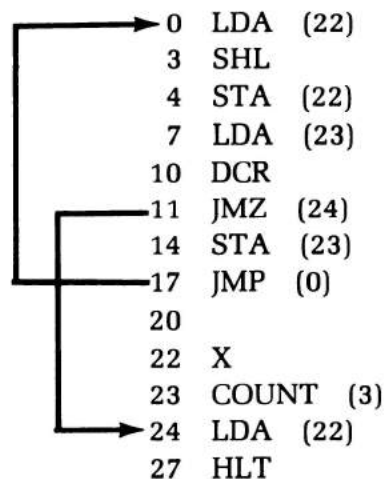 0 LDA (22)
3 SHL
4 STA (22)
7 LDA (23)
10 DCR
11 JMZ (24)
14 STA (23)
17 JMP (0)
20
22 X
23 COUNT (3)
24 LDA (22)
27 HLT